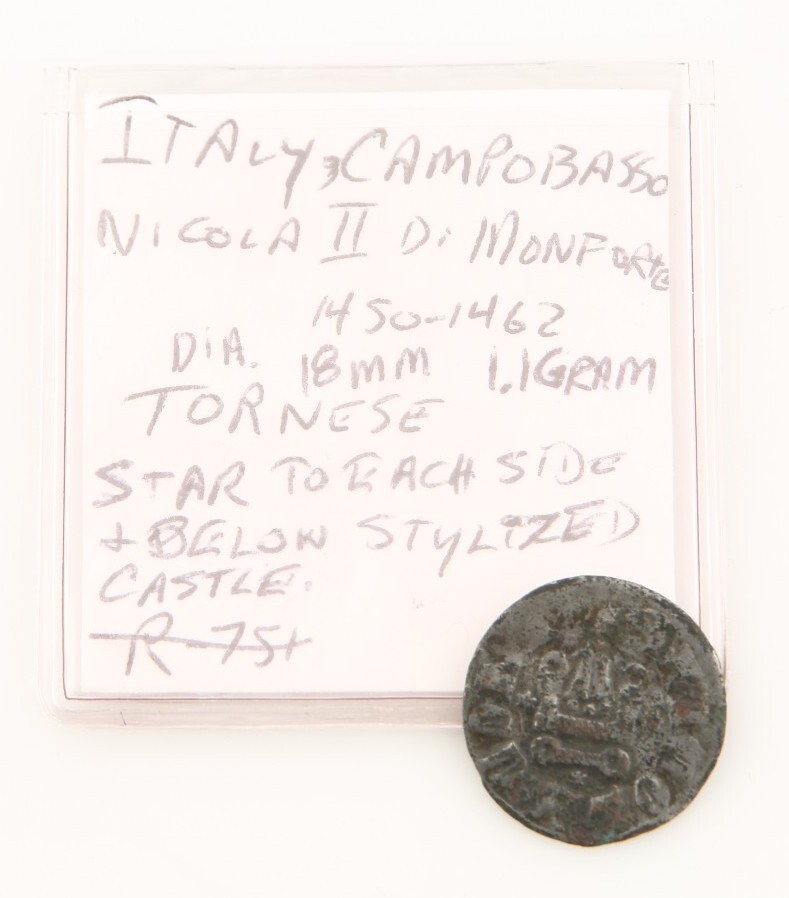 ITALY, CAMPOBASSO
NICOLA II Di MONFORTE
1450-1462
DIA. 18MM 1.1GRAM
TORNESE
STAR TO EACH SIDE
+ BELOW STYLIZED
CASTLE.
R-75+